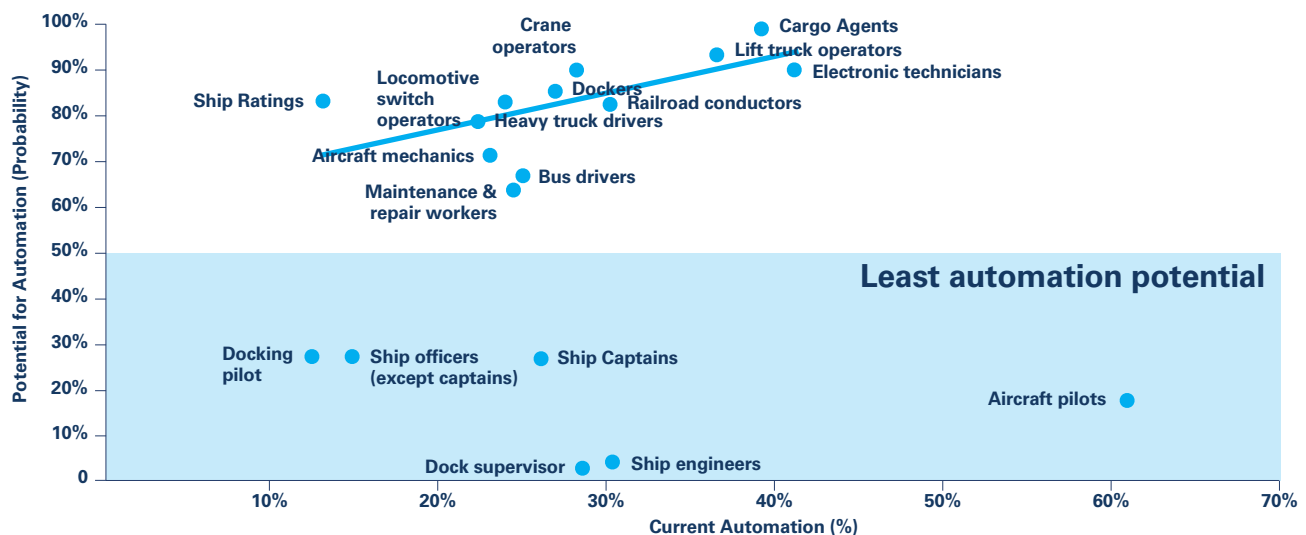 Potential for Automation (Probability)
100%
90%
80%
70%
60%
50%
40%
30%
20%
10%
0
Crane
operators
Cargo Agents
Lift truck operators
Electronic technicians
Locomotive
switch
operators
Dockers
Ship Ratings
Railroad conductors
Heavy truck drivers
Aircraft mechanics
Bus drivers
Maintenance &
repair workers
Least automation potential
Docking
pilot
Ship officers
(except captains)
Ship Captains
Aircraft pilots
Dock supervisor
Ship engineers
10%
20%
30%
40%
50%
60%
70%
Current Automation (%)